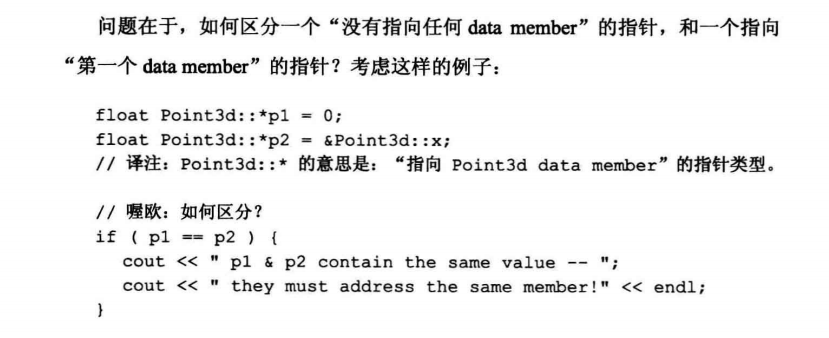 问题在于，如何区分一个“没有指向任何 data member”的指针，和一个指向
“第一个 data member”的指针？考虑这样的例子：
float Point3d::*p1 = 0;
float Point3d::*p2 = &Point3d::x;
// 译注：Point3d::* 的意思是：“指向 Point3d data member”的指针类型。
// 喔欧：如何区分？
if ( p1 == p2 ) {
cout << " p1 & p2 contain the same value -- ";
cout << " they must address the same member!" << endl;
}